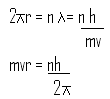 2πr = n λ = n h
mv
mvr = nh
2π